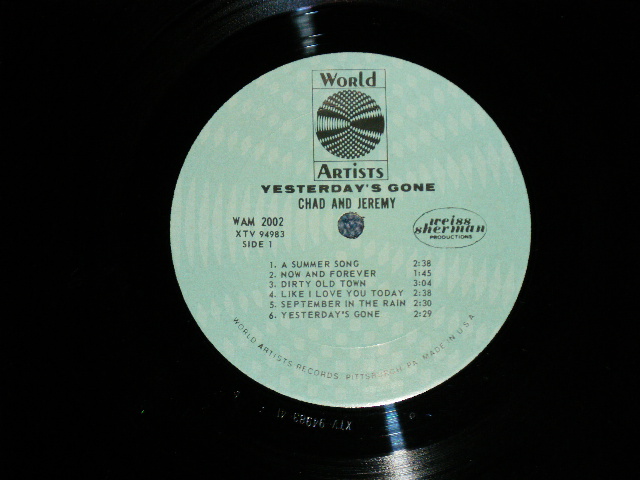 World
Artists
YESTERDAY'S GONE
CHAD AND JEREMY
WAM 2002
XTV 94983
SIDE 1
weiss
sherman
PRODUCTIONS
1. A SUMMER SONG 2:38
2. NOW AND FOREVER 1:45
3. DIRTY OLD TOWN 3:04
4. LIKE I LOVE YOU TODAY 2:38
5. SEPTEMBER IN THE RAIN 2:30
6. YESTERDAY'S GONE 2:29
WORLD ARTISTS RECORDS, PITTSBURGH, PA. MADE IN U.S.A.
XTV 94983